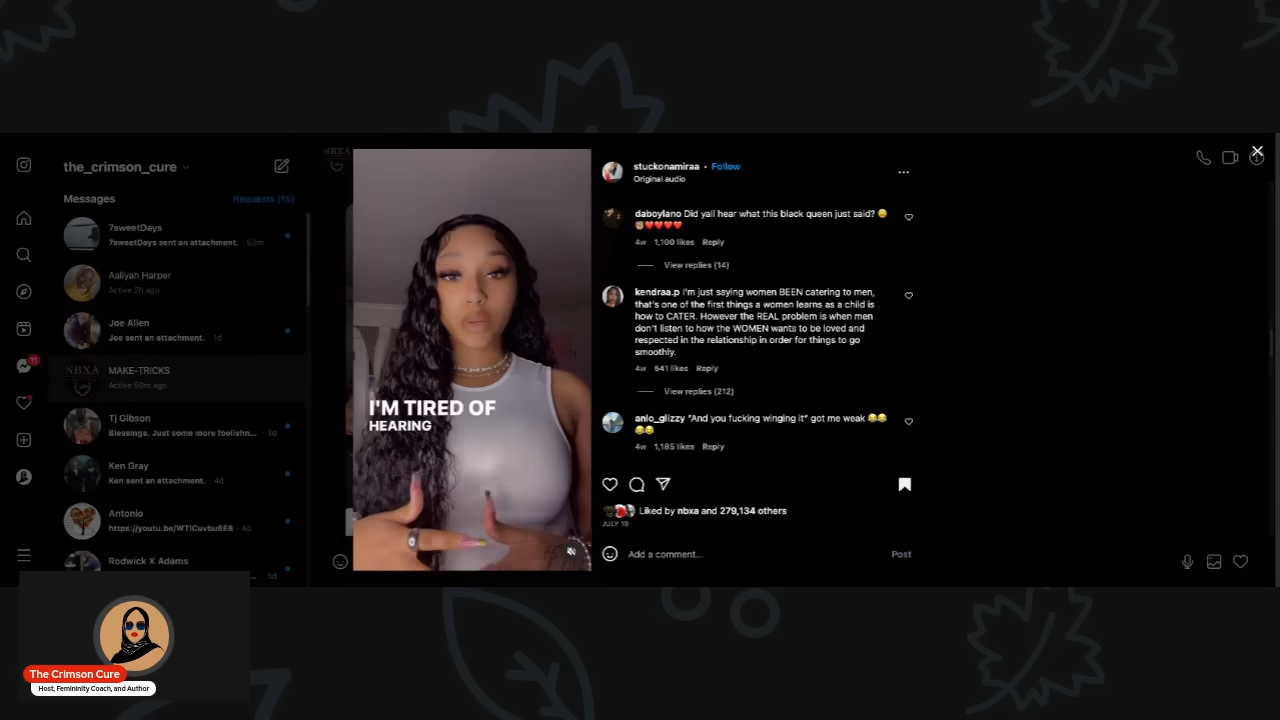 the_crimson_cure
Messages
Requests (15)
7sweetDays
7sweetDays sent an attachment. · 52m
Aaliyah Harper
Active 2h ago
Joe Allen
Joe sent an attachment. · 1d
MAKE-TRICKS
Active 50m ago
Tj Gibson
Blessings. Just some more foolishn... · 3d
Ken Gray
Ken sent an attachment. · 4d
Antonio
https://youtu.be/WTlCuvbu6EB · 4d
Rodwick X Adams
5d
11
NBXA
NBXA
I'M TIRED OF
HEARING
stuckonamiraa • Follow
Original audio
daboylano Did yall hear what this black queen just said? 😩
✊🏽❤️❤️❤️❤️
4w 1,100 likes Reply
View replies (14)
kendraa.p I'm just saying women BEEN catering to men,
that's one of the first things a women learns as a child is
how to CATER. However the REAL problem is when men
don't listen to how the WOMEN wants to be loved and
respected in the relationship in order for things to go
smoothly.
4w 641 likes Reply
View replies (212)
anlo_glizzy "And you fucking winging it" got me weak 😂😂
😂😂
4w 1,185 likes Reply
Liked by nbxa and 279,134 others
JULY 19
Add a comment...
Post
The Crimson Cure
Host, Femininity Coach, and Author